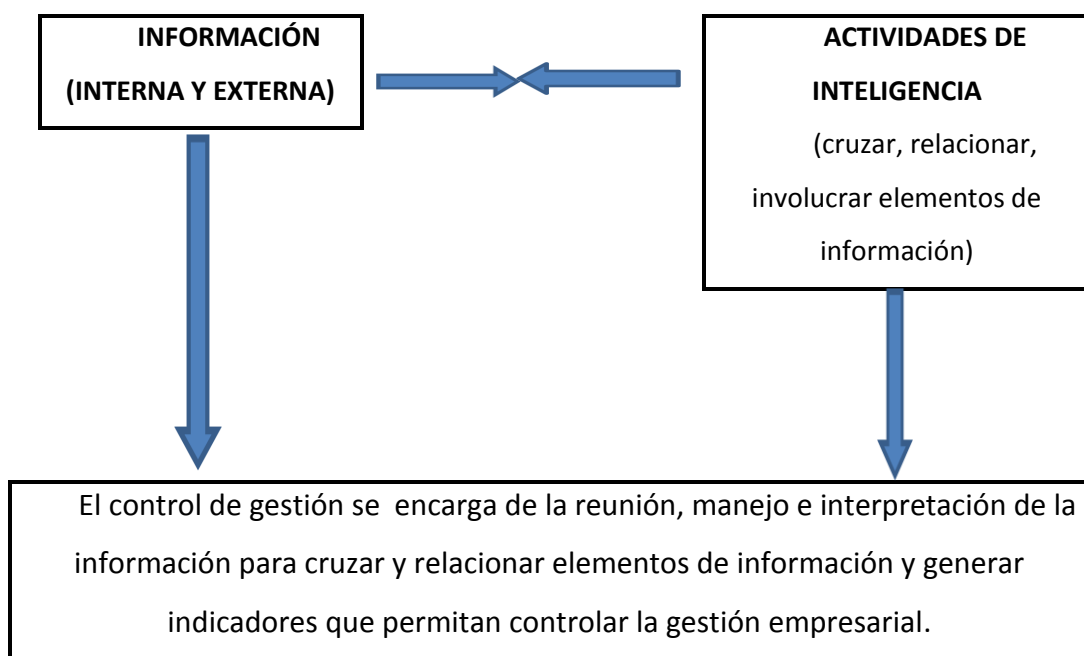 INFORMACIÓN
(INTERNA Y EXTERNA)
ACTIVIDADES DE
INTELIGENCIA
(cruzar, relacionar,
involucrar elementos de
información)
El control de gestión se encarga de la reunión, manejo e interpretación de la
información para cruzar y relacionar elementos de información y generar
indicadores que permitan controlar la gestión empresarial.